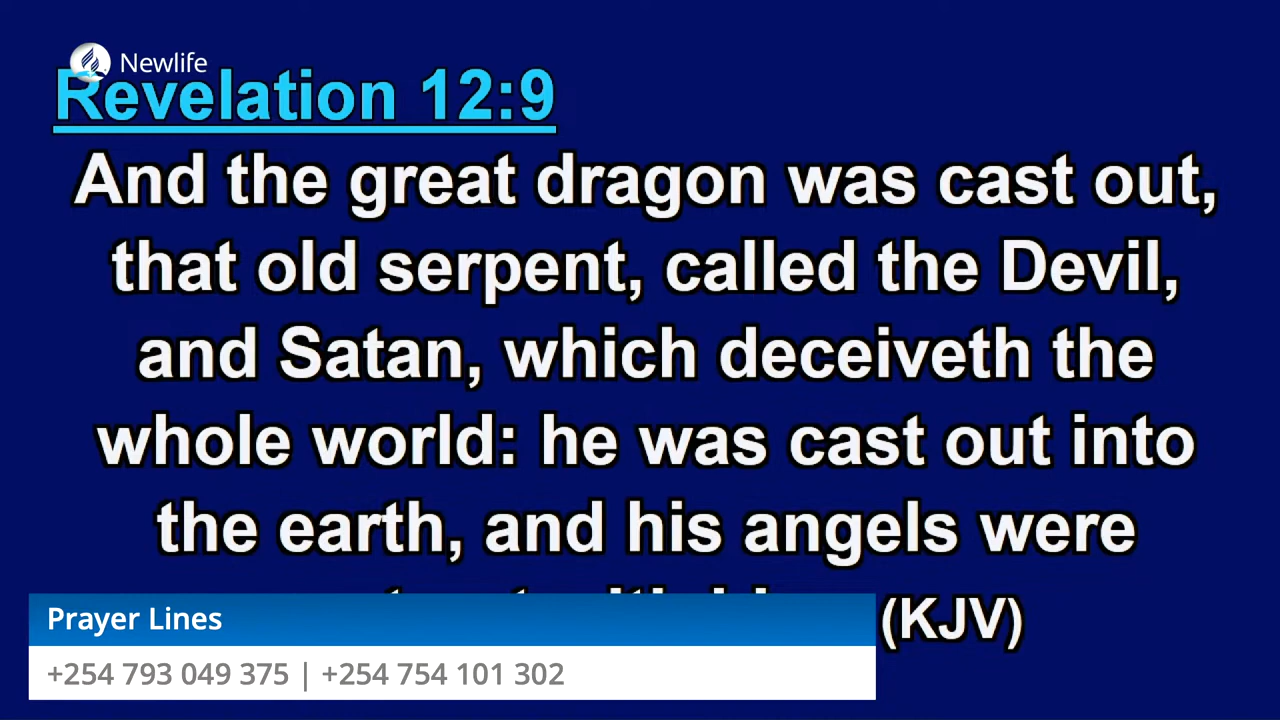 Newlife
Revelation 12:9
And the great dragon was cast out,
that old serpent, called the Devil,
and Satan, which deceiveth the
whole world: he was cast out into
the earth, and his angels were
(KJV)
Prayer Lines
+254 793 049 375 | +254 754 101 302